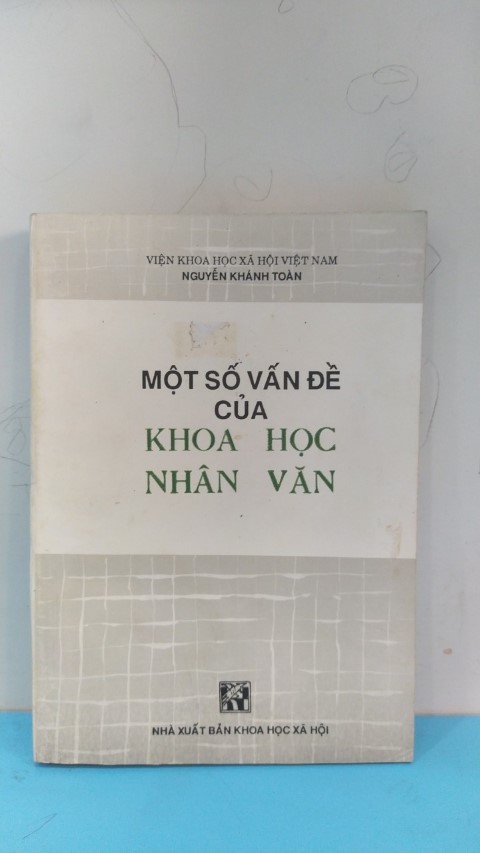 VIỆN KHOA HỌC XÃ HỘI VIỆT NAM
NGUYỄN KHÁNH TOÀN
MỘT SỐ VẤN ĐỀ
CỦA
KHOA HỌC
NHÂN VĂN
NHÀ XUẤT BẢN KHOA HỌC XÃ HỘI